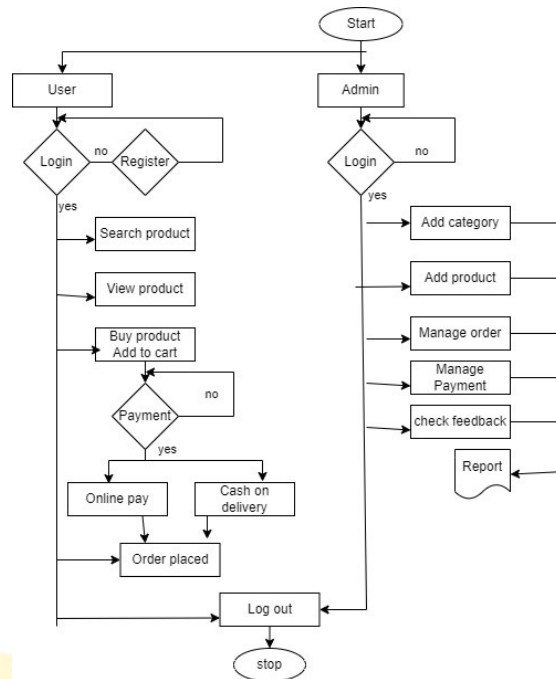 Start
User
Admin
Login
no
Register
Login
no
yes
yes
Search product
Add category
View product
Add product
Buy product
Add to cart
Manage order
Manage
Payment
Payment
no
check feedback
yes
Report
Online pay
Cash on
delivery
Order placed
Log out
stop